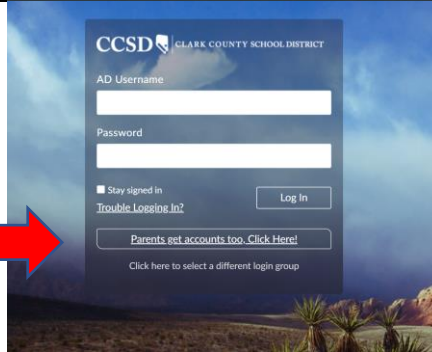 CCSD CLARK COUNTY SCHOOL DISTRICT
AD Username
Password
Stay signed in
Log In
Trouble Logging In?
Parents get accounts too, Click Here!
Click here to select a different login group